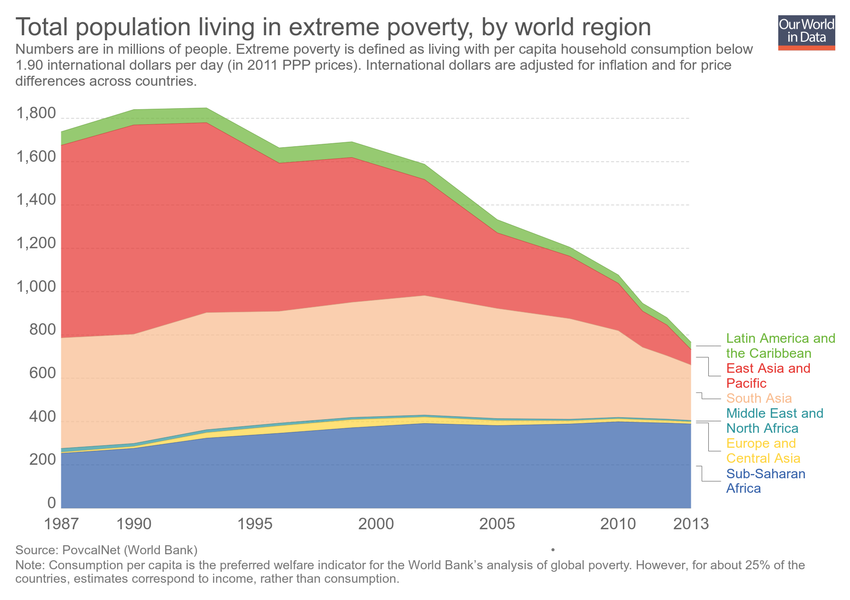 Total population living in extreme poverty, by world region
Our World
in Data
Numbers are in millions of people. Extreme poverty is defined as living with per capita household consumption below
1.90 international dollars per day (in 2011 PPP prices). International dollars are adjusted for inflation and for price
differences across countries.
1,800
1,600
1,400
1,200
1,000
800
600
400
200
0
Latin America and
the Caribbean
East Asia and
Pacific
South Asia
Middle East and
North Africa
Europe and
Central Asia
Sub-Saharan
Africa
1987 1990 1995 2000 2005 2010 2013
Source: PovcalNet (World Bank) •
Note: Consumption per capita is the preferred welfare indicator for the World Bank's analysis of global poverty. However, for about 25% of the
countries, estimates correspond to income, rather than consumption.